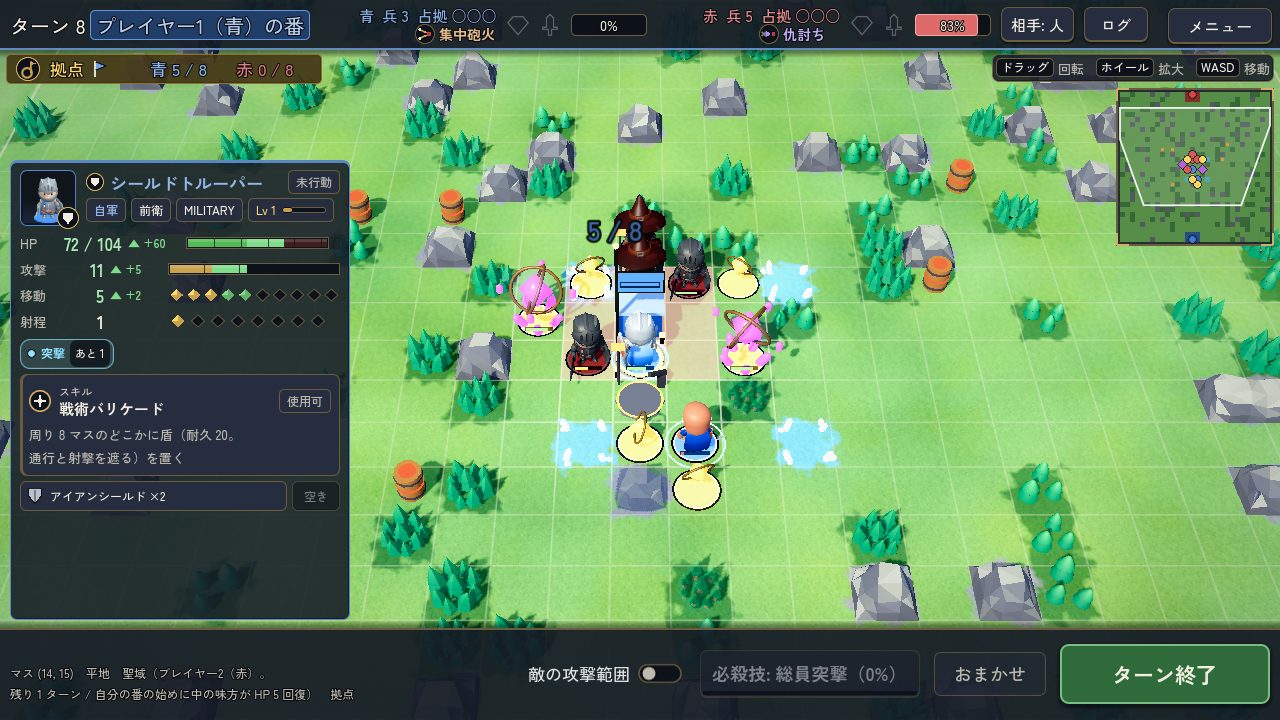 ターン 8 プレイヤー1（青）の番
青 兵 3 占拠 〇〇〇
集中砲火
0%
赤 兵 5 占拠 〇〇〇
仇討ち
83%
相手: 人
ログ
メニュー
拠点 青 5 / 8 赤 0 / 8
ドラッグ 回転 ホイール 拡大 WASD 移動
シールドトルーパー 未行動
自軍 前衛 MILITARY Lv 1
HP 72 / 104 ▲ +60
攻撃 11 ▲ +5
移動 5 ▲ +2
射程 1
突撃 あと 1
スキル
戦術バリケード 使用可
周り 8 マスのどこかに盾（耐久 20。
通行と射撃を遮る）を置く
アイアンシールド ×2 空き
5 / 8
マス (14, 15) 平地 聖域（プレイヤー2（赤）。
残り 1 ターン / 自分の番の始めに中の味方が HP 5 回復） 拠点
敵の攻撃範囲
必殺技: 総員突撃（0%）
おまかせ
ターン終了